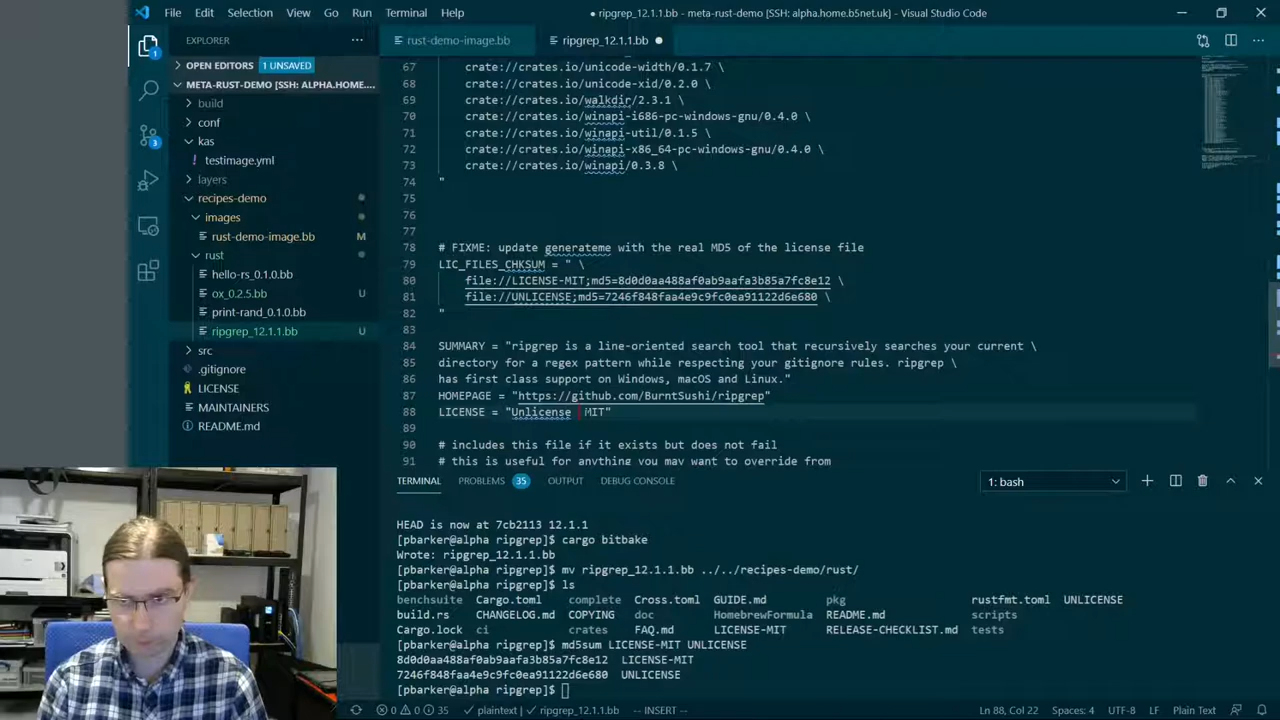 File Edit Selection View Go Run Terminal Help
● ripgrep_12.1.1.bb - meta-rust-demo [SSH: alpha.home.b5net.uk] - Visual Studio Code
EXPLORER
rust-demo-image.bb
ripgrep_12.1.1.bb
OPEN EDITORS 1 UNSAVED
META-RUST-DEMO [SSH: ALPHA.HOME....
build
conf
kas
testimage.yml
layers
recipes-demo
images
rust-demo-image.bb M
rust
hello-rs_0.1.0.bb
ox_0.2.5.bb U
print-rand_0.1.0.bb
ripgrep_12.1.1.bb U
src
.gitignore
LICENSE
MAINTAINERS
README.md
1
3
67 crate://crates.io/unicode-width/0.1.7 \
68 crate://crates.io/unicode-xid/0.2.0 \
69 crate://crates.io/walkdir/2.3.1 \
70 crate://crates.io/winapi-i686-pc-windows-gnu/0.4.0 \
71 crate://crates.io/winapi-util/0.1.5 \
72 crate://crates.io/winapi-x86_64-pc-windows-gnu/0.4.0 \
73 crate://crates.io/winapi/0.3.8 \
74 "
75
76
77
78 # FIXME: update generateme with the real MD5 of the license file
79 LIC_FILES_CHKSUM = " \
80 file://LICENSE-MIT;md5=8d0d0aa488af0ab9aafa3b85a7fc8e12 \
81 file://UNLICENSE;md5=7246f848faa4e9c9fc0ea91122d6e680 \
82 "
83
84 SUMMARY = "ripgrep is a line-oriented search tool that recursively searches your current \
85 directory for a regex pattern while respecting your gitignore rules. ripgrep \
86 has first class support on Windows, macOS and Linux."
87 HOMEPAGE = "https://github.com/BurntSushi/ripgrep"
88 LICENSE = "Unlicense | MIT"
89
90 # includes this file if it exists but does not fail
91 # this is useful for anything you may want to override from
TERMINAL PROBLEMS 35 OUTPUT DEBUG CONSOLE 1: bash
HEAD is now at 7cb2113 12.1.1
[pbarker@alpha ripgrep]$ cargo bitbake
Wrote: ripgrep_12.1.1.bb
[pbarker@alpha ripgrep]$ mv ripgrep_12.1.1.bb ../../recipes-demo/rust/
[pbarker@alpha ripgrep]$ ls
benchsuite Cargo.toml complete Cross.toml GUIDE.md pkg rustfmt.toml UNLICENSE
build.rs CHANGELOG.md COPYING doc HomebrewFormula README.md scripts
Cargo.lock ci crates FAQ.md LICENSE-MIT RELEASE-CHECKLIST.md tests
[pbarker@alpha ripgrep]$ md5sum LICENSE-MIT UNLICENSE
8d0d0aa488af0ab9aafa3b85a7fc8e12 LICENSE-MIT
7246f848faa4e9c9fc0ea91122d6e680 UNLICENSE
[pbarker@alpha ripgrep]$
0 0 35 plaintext | ripgrep_12.1.1.bb -- INSERT -- Ln 88, Col 22 Spaces: 4 UTF-8 LF Plain Text